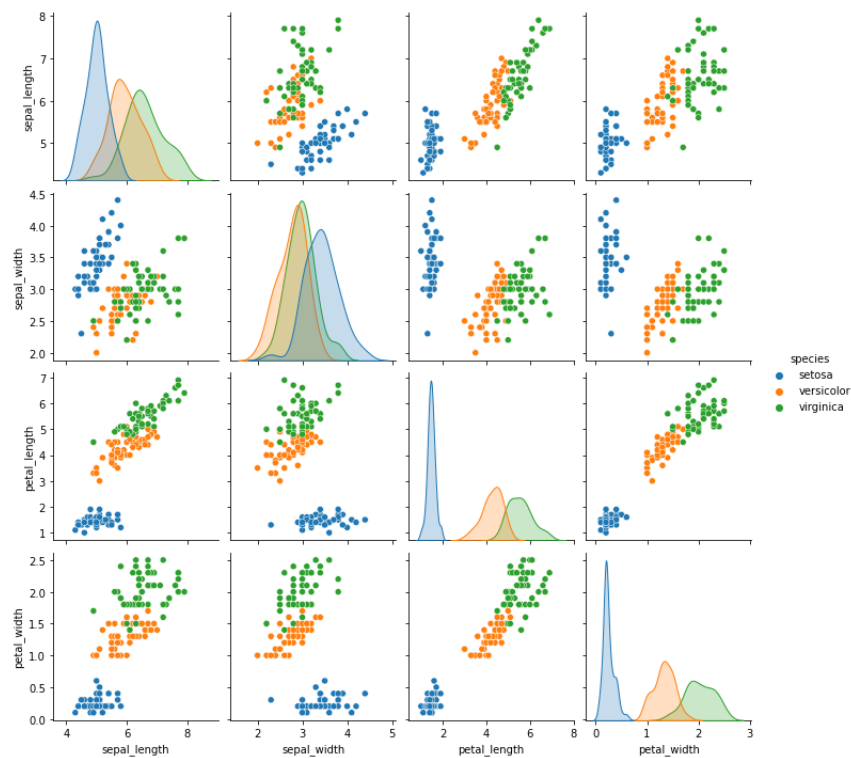 8
7
6
5
sepal_length
4.5
4.0
3.5
3.0
2.5
2.0
sepal_width
species
setosa
versicolor
virginica
7
6
5
4
3
2
1
petal_length
2.5
2.0
1.5
1.0
0.5
0.0
petal_width
4 6 8
2 3 4 5
2 4 6 8
0 1 2 3
sepal_length sepal_width petal_length petal_width